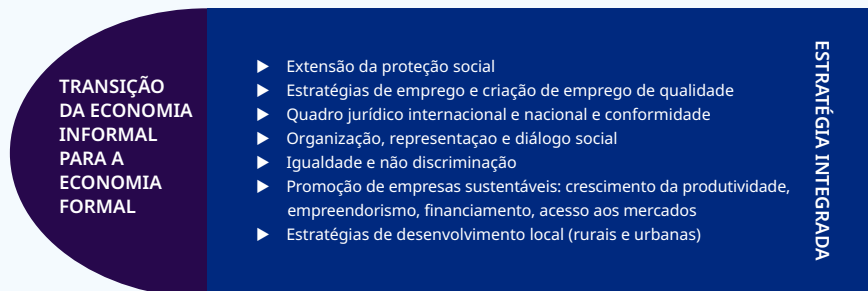 TRANSIÇÃO
DA ECONOMIA
INFORMAL
PARA A
ECONOMIA
FORMAL
▶ Extensão da proteção social
▶ Estratégias de emprego e criação de emprego de qualidade
▶ Quadro jurídico internacional e nacional e conformidade
▶ Organização, representaçao e diálogo social
▶ Igualdade e não discriminação
▶ Promoção de empresas sustentáveis: crescimento da produtividade,
empreendorismo, financiamento, acesso aos mercados
▶ Estratégias de desenvolvimento local (rurais e urbanas)
ESTRATÉGIA INTEGRADA